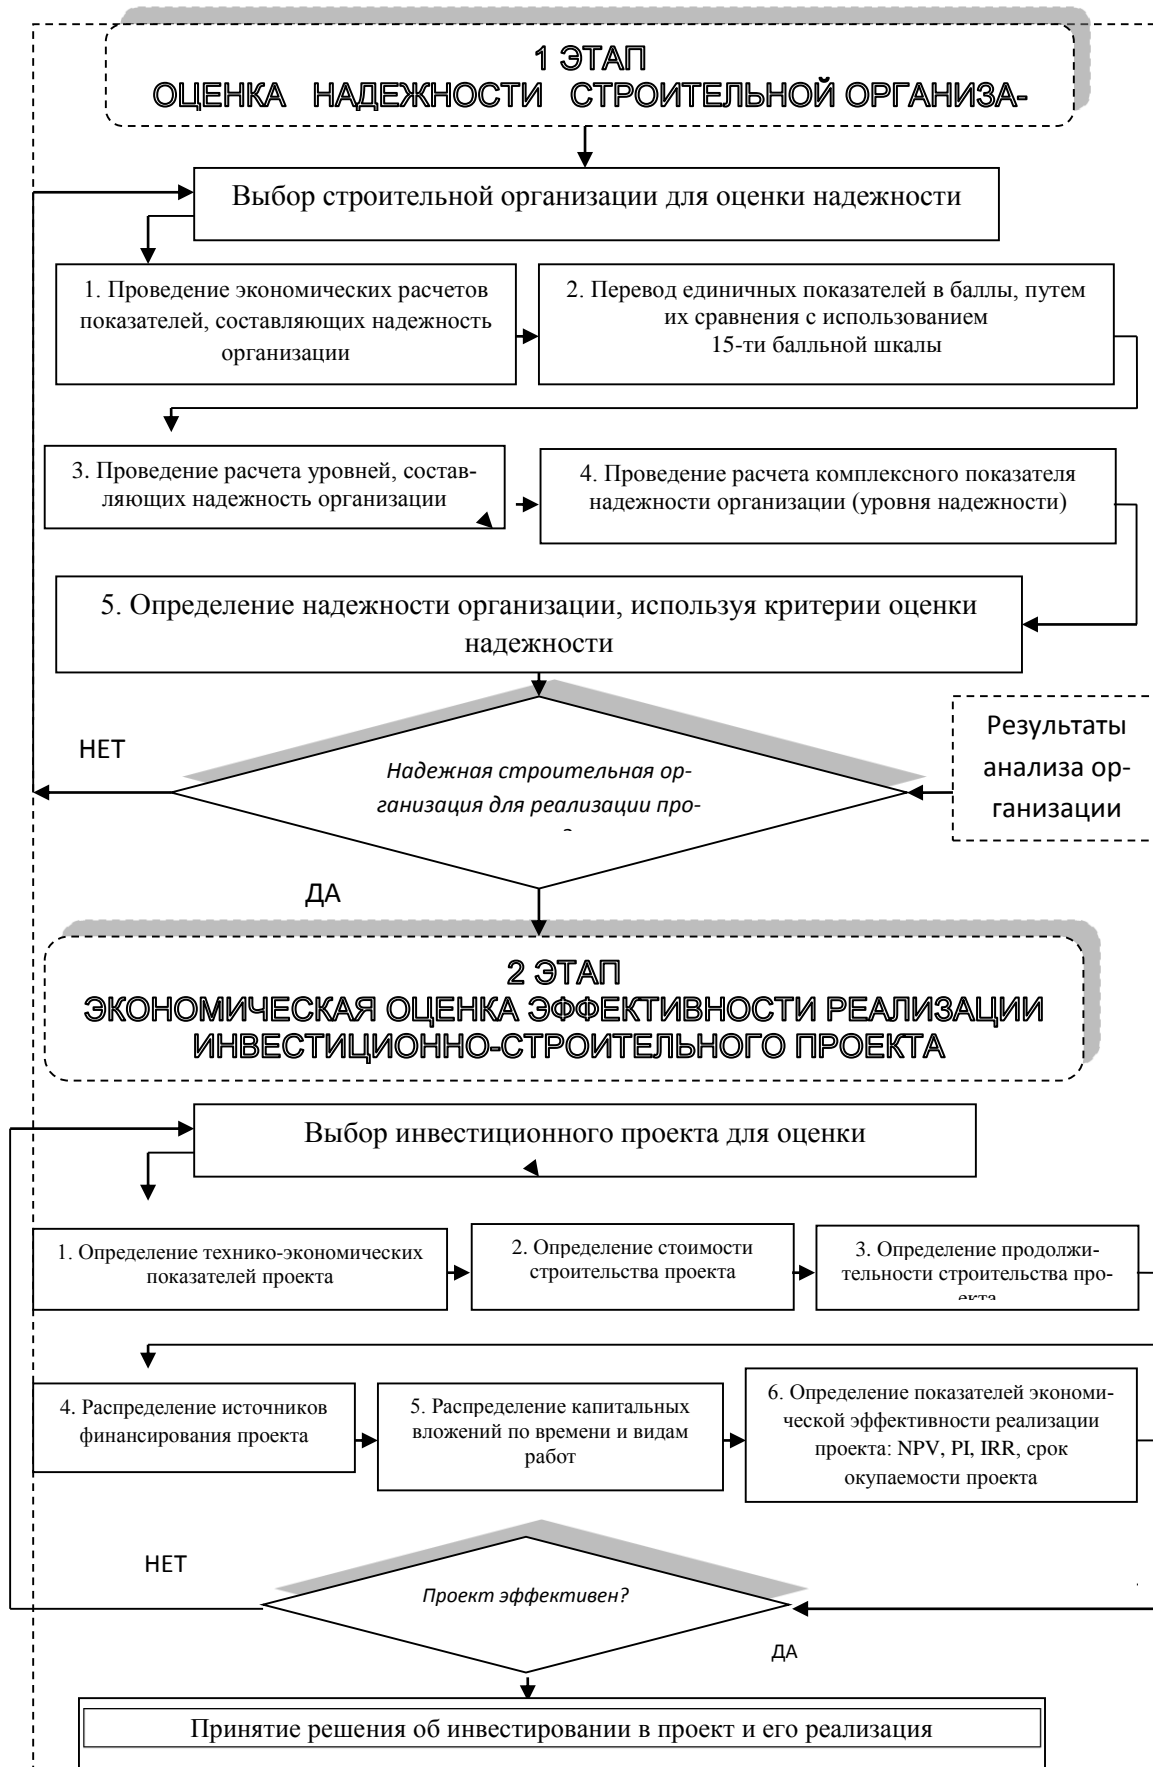 1 ЭТАП
ОЦЕНКА НАДЕЖНОСТИ СТРОИТЕЛЬНОЙ ОРГАНИЗА-
Выбор строительной организации для оценки надежности
1. Проведение экономических расчетов
показателей, составляющих надежность
организации
2. Перевод единичных показателей в баллы, путем
их сравнения с использованием
15-ти балльной шкалы
3. Проведение расчета уровней, состав-
ляющих надежность организации
4. Проведение расчета комплексного показателя
надежности организации (уровня надежности)
5. Определение надежности организации, используя критерии оценки
надежности
НЕТ
Надежная строительная ор-
ганизация для реализации про-
Результаты
анализа ор-
ганизации
ДА
2 ЭТАП
ЭКОНОМИЧЕСКАЯ ОЦЕНКА ЭФФЕКТИВНОСТИ РЕАЛИЗАЦИИ
ИНВЕСТИЦИОННО-СТРОИТЕЛЬНОГО ПРОЕКТА
Выбор инвестиционного проекта для оценки
1. Определение технико-экономических
показателей проекта
2. Определение стоимости
строительства проекта
3. Определение продолжи-
тельности строительства про-
екта
4. Распределение источников
финансирования проекта
5. Распределение капитальных
вложений по времени и видам
работ
6. Определение показателей экономи-
ческой эффективности реализации
проекта: NPV, PI, IRR, срок
окупаемости проекта
НЕТ
Проект эффективен?
ДА
Принятие решения об инвестировании в проект и его реализация